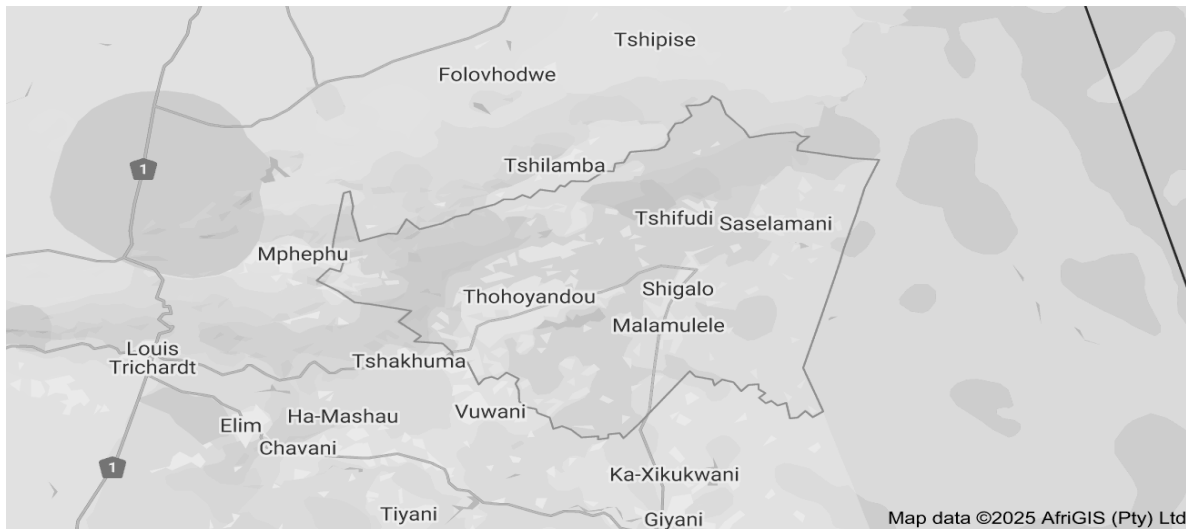 Tshipise
Folovhodwe
1
Tshilamba
Tshifudi
Saselamani
Mphephu
Thohoyandou
Shigalo
Malamulele
Louis
Trichardt
Tshakhuma
Vuwani
Ha-Mashau
Elim
Chavani
1
Ka-Xikukwani
Tiyani
Giyani
Map data ©2025 AfriGIS (Pty) Ltd